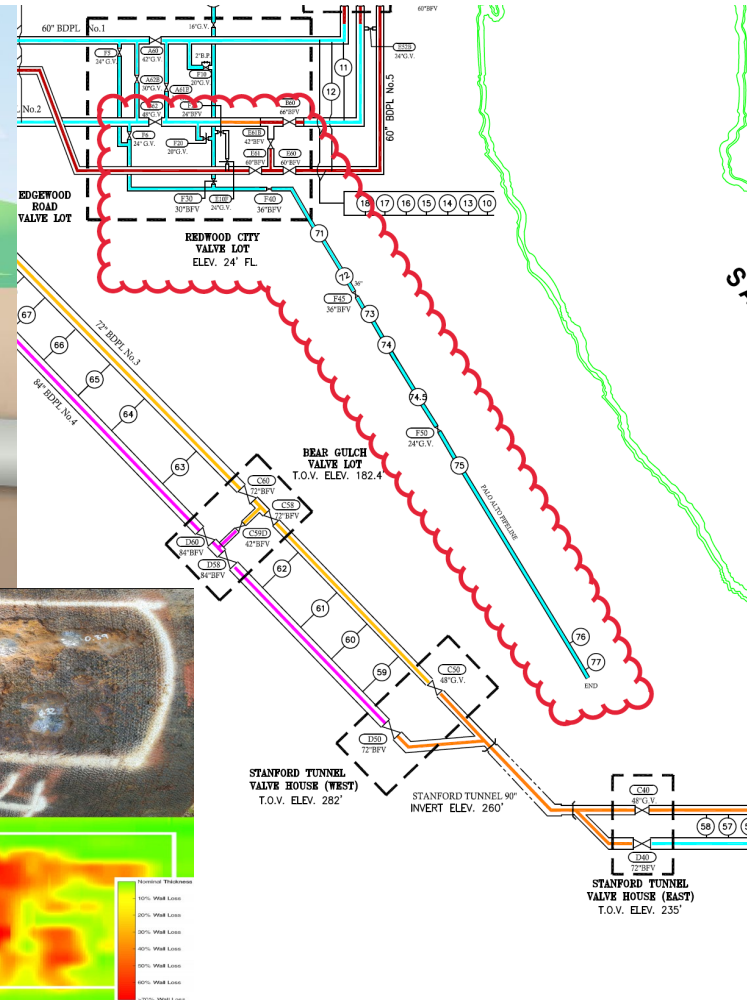 60"BFV
60" BDPL No.1
16"G.V.
F5
24" G.V.
A60
42"G.V.
2"B.P.
F10
20"G.V.
E52B
24"G.V.
A62B
30"G.V.
A61B
11
12
60" BDPL No.5
No.2
48"G.V.
24"BFV
B60
66"BFV
F6
24" G.V.
F20
20"G.V.
B61B
42"BFV
E61
60"BFV
E60
60"BFV
EDGEWOOD
ROAD
VALVE LOT
F30
30"BFV
24"G.V.
F40
36"BFV
18
17
16
15
14
13
10
REDWOOD CITY
VALVE LOT
ELEV. 24' FL.
71
72
36"
F45
36"BFV
73
74
74.5
F50
24"G.V.
75
PALO ALTO PIPELINE
76
77
END
67
66
65
64
63
72" BDPL No.3
84" BDPL No.4
BEAR GULCH
VALVE LOT
T.O.V. ELEV. 182.4'
C60
72"BFV
C58
72"BFV
C59D
42"BFV
D60
84"BFV
D58
84"BFV
62
61
60
59
C50
48"G.V.
D50
72"BFV
STANFORD TUNNEL
VALVE HOUSE (WEST)
T.O.V. ELEV. 282'
STANFORD TUNNEL 90"
INVERT ELEV. 260'
C40
48"G.V.
58
57
D40
72"BFV
STANFORD TUNNEL
VALVE HOUSE (EAST)
T.O.V. ELEV. 235'
Nominal Thickness
10% Wall Loss
20% Wall Loss
30% Wall Loss
40% Wall Loss
50% Wall Loss
60% Wall Loss
>70% Wall Loss